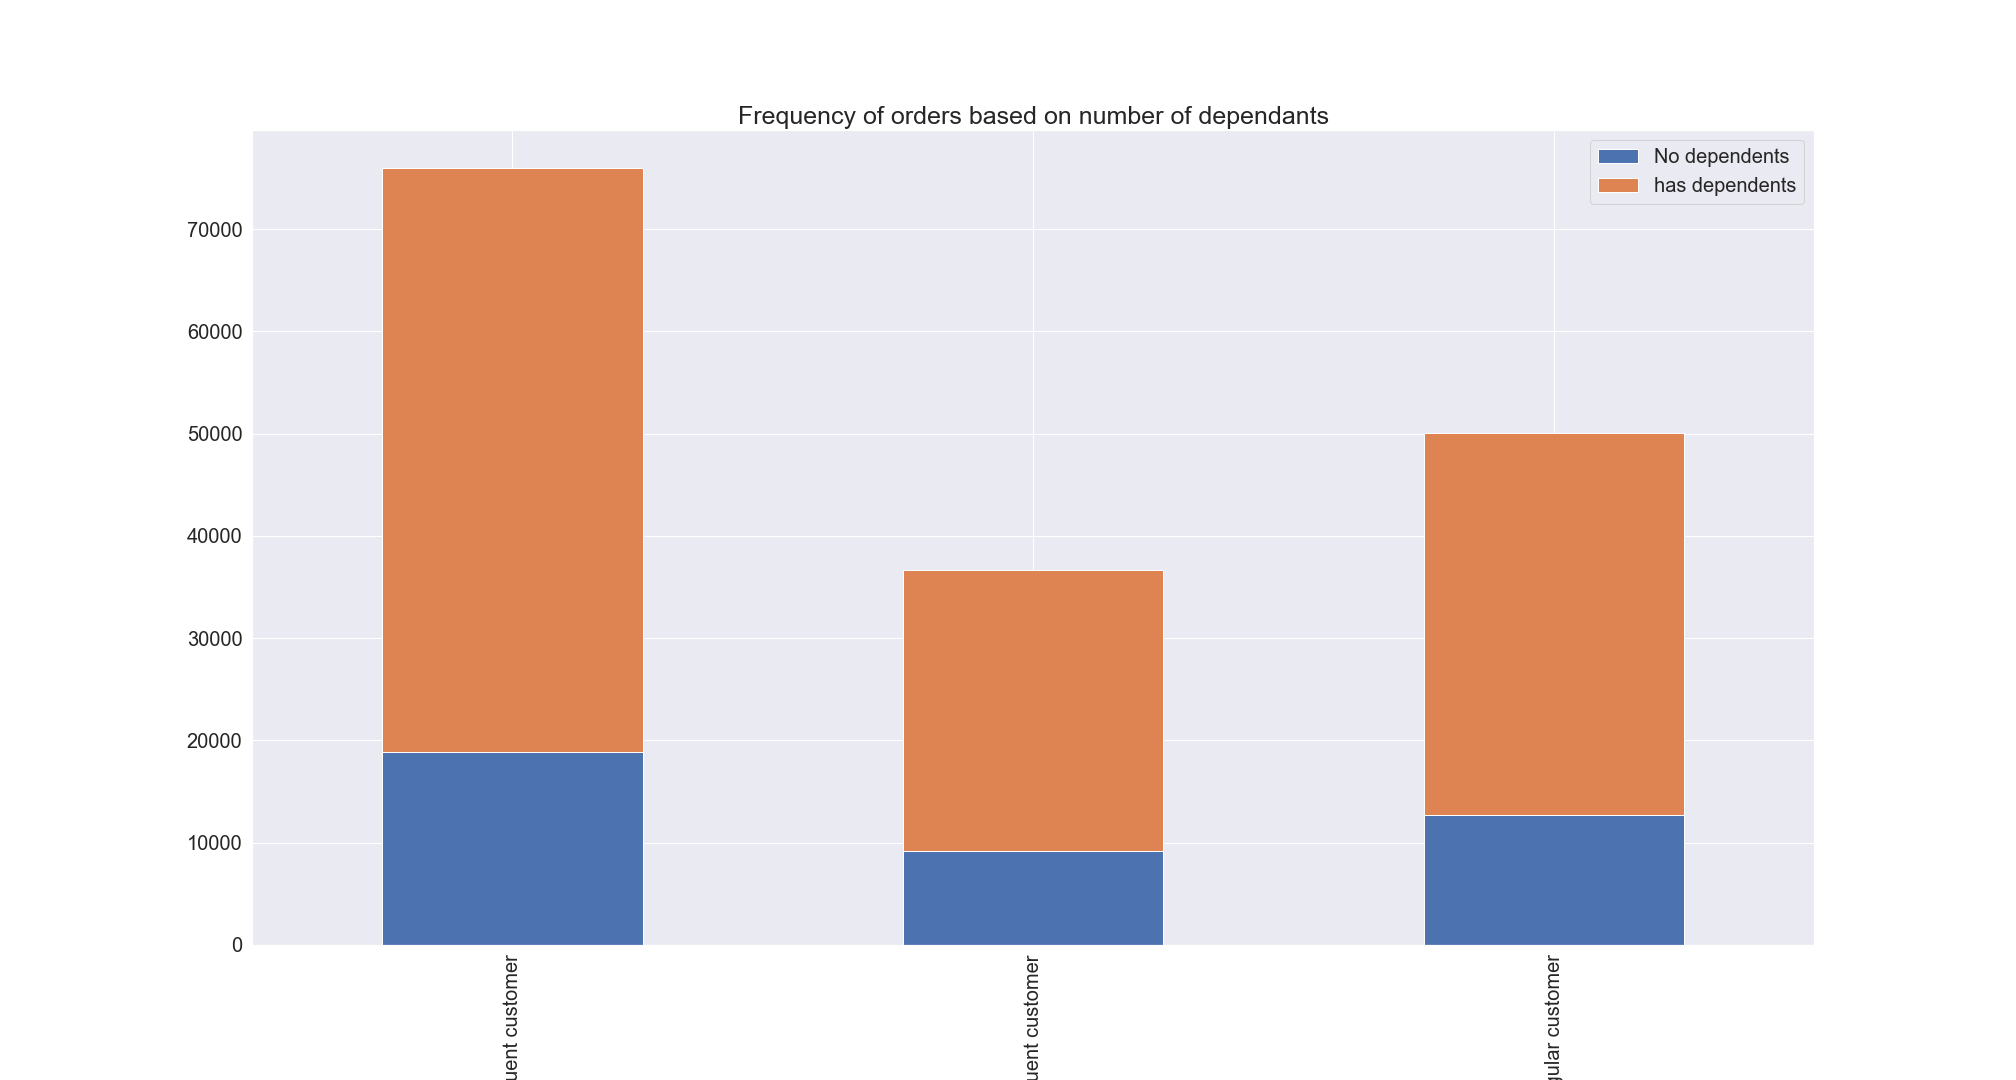 Frequency of orders based on number of dependants
No dependents
has dependents
70000
60000
50000
40000
30000
20000
10000
0
uent customer
uent customer
gular customer